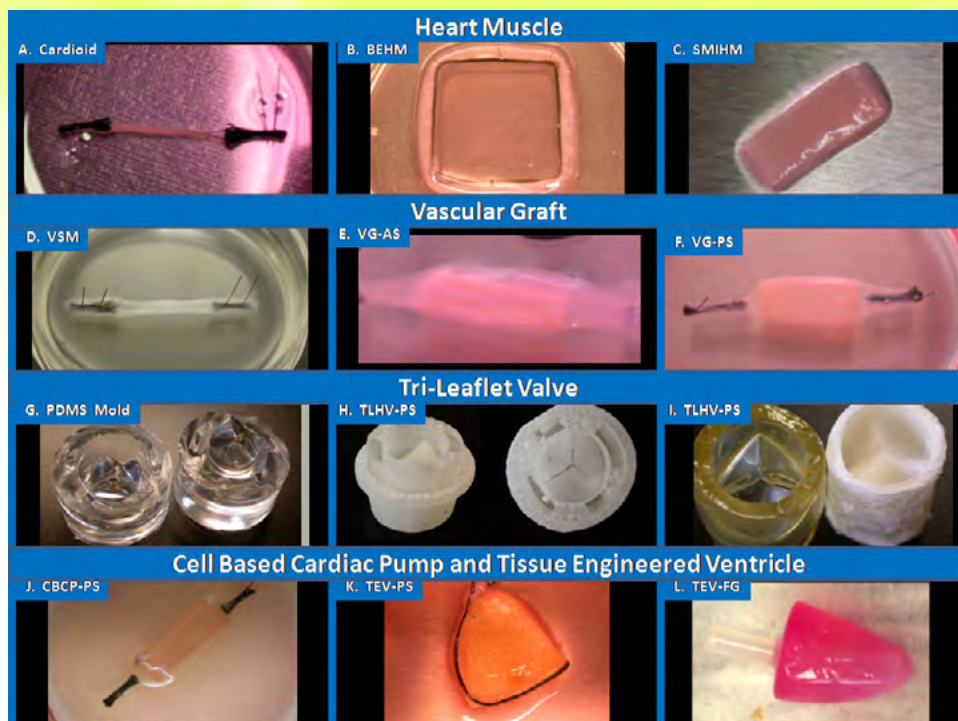 Heart Muscle
A. Cardioid
B. BEHM
C. SMIHM
Vascular Graft
D. VSM
E. VG-AS
F. VG-PS
Tri-Leaflet Valve
G. PDMS Mold
H. TLHV-PS
I. TLHV-PS
Cell Based Cardiac Pump and Tissue Engineered Ventricle
J. CBCP-PS
K. TEV-PS
L. TEV-FG